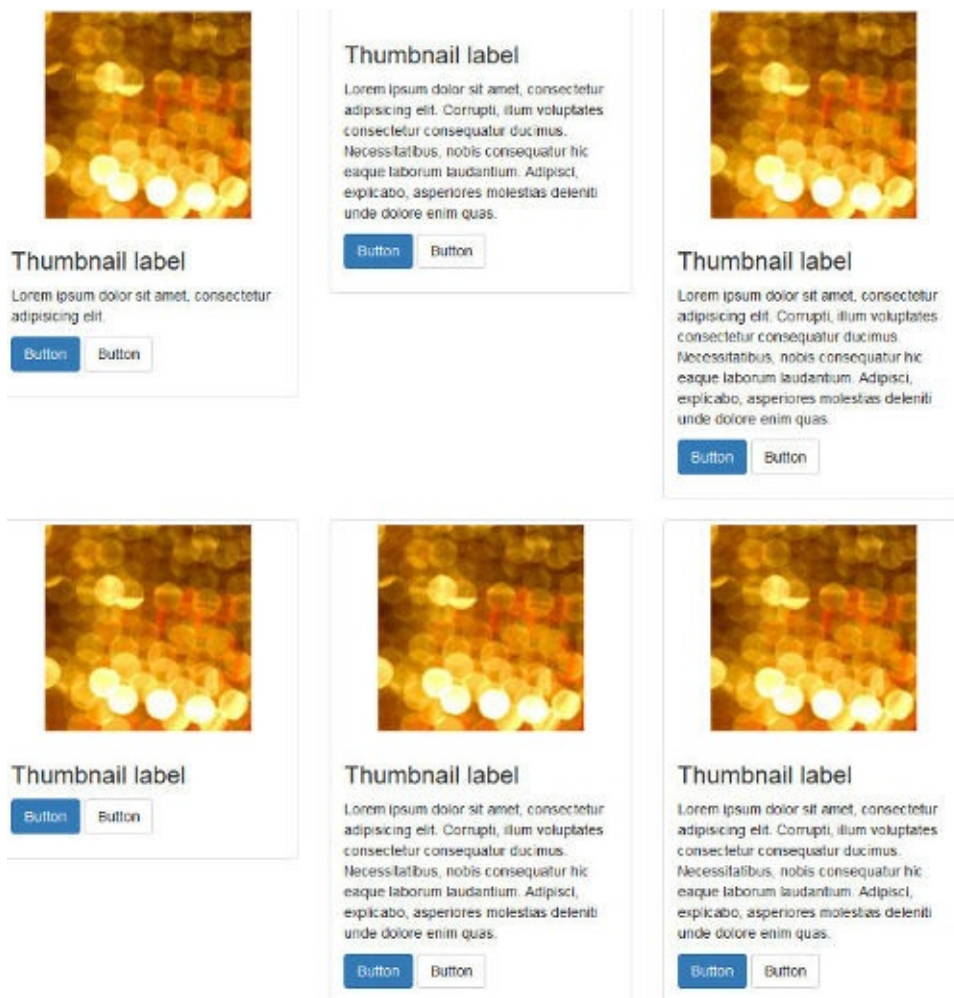 Thumbnail label
Lorem ipsum dolor sit amet, consectetur
adipisicing elit.
Button Button
Thumbnail label
Lorem ipsum dolor sit amet, consectetur
adipisicing elit. Corrupti, illum voluptates
consectetur consequatur ducimus.
Necessitatibus, nobis consequatur hic
eaque laborum laudantium. Adipisci,
explicabo, asperiores molestias deleniti
unde dolore enim quas.
Button Button
Thumbnail label
Lorem ipsum dolor sit amet, consectetur
adipisicing elit. Corrupti, illum voluptates
consectetur consequatur ducimus.
Necessitatibus, nobis consequatur hic
eaque laborum laudantium. Adipisci,
explicabo, asperiores molestias deleniti
unde dolore enim quas.
Button Button
Thumbnail label
Button Button
Thumbnail label
Lorem ipsum dolor sit amet, consectetur
adipisicing elit. Corrupti, illum voluptates
consectetur consequatur ducimus.
Necessitatibus, nobis consequatur hic
eaque laborum laudantium. Adipisci,
explicabo, asperiores molestias deleniti
unde dolore enim quas.
Button Button
Thumbnail label
Lorem ipsum dolor sit amet, consectetur
adipisicing elit. Corrupti, illum voluptates
consectetur consequatur ducimus.
Necessitatibus, nobis consequatur hic
eaque laborum laudantium. Adipisci,
explicabo, asperiores molestias deleniti
unde dolore enim quas.
Button Button